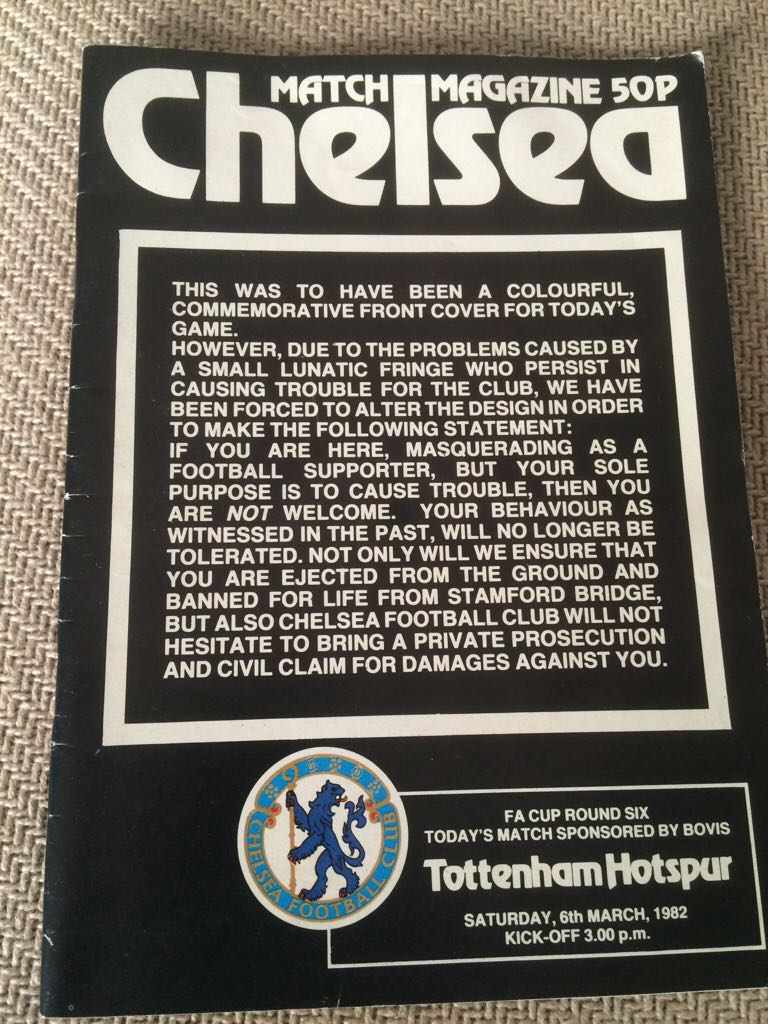 MATCH MAGAZINE 50P
Chelsea
THIS WAS TO HAVE BEEN A COLOURFUL,
COMMEMORATIVE FRONT COVER FOR TODAY'S
GAME.
HOWEVER, DUE TO THE PROBLEMS CAUSED BY
A SMALL LUNATIC FRINGE WHO PERSIST IN
CAUSING TROUBLE FOR THE CLUB, WE HAVE
BEEN FORCED TO ALTER THE DESIGN IN ORDER
TO MAKE THE FOLLOWING STATEMENT:
IF YOU ARE HERE, MASQUERADING AS A
FOOTBALL SUPPORTER, BUT YOUR SOLE
PURPOSE IS TO CAUSE TROUBLE, THEN YOU
ARE NOT WELCOME. YOUR BEHAVIOUR AS
WITNESSED IN THE PAST, WILL NO LONGER BE
TOLERATED. NOT ONLY WILL WE ENSURE THAT
YOU ARE EJECTED FROM THE GROUND AND
BANNED FOR LIFE FROM STAMFORD BRIDGE,
BUT ALSO CHELSEA FOOTBALL CLUB WILL NOT
HESITATE TO BRING A PRIVATE PROSECUTION
AND CIVIL CLAIM FOR DAMAGES AGAINST YOU.
CHELSEA FOOTBALL CLUB
FA CUP ROUND SIX
TODAY'S MATCH SPONSORED BY BOVIS
Tottenham Hotspur
SATURDAY, 6th MARCH, 1982
KICK-OFF 3.00 p.m.